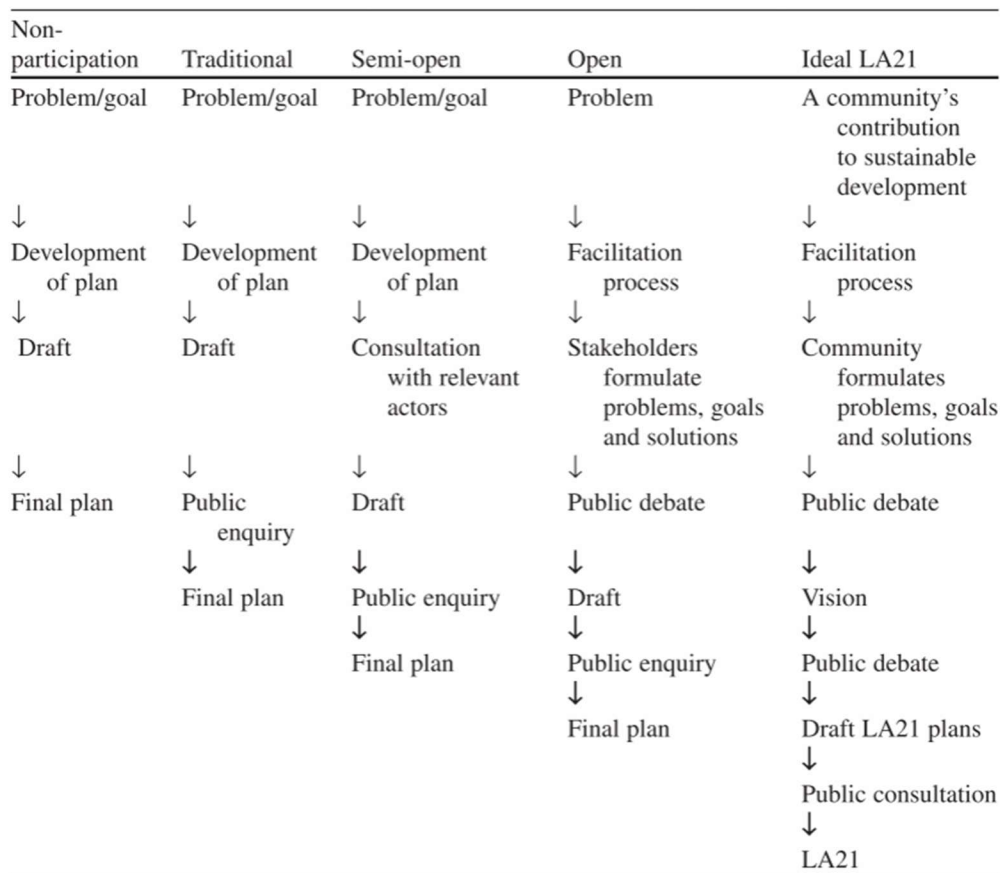 Non-
participation Traditional Semi-open Open Ideal LA21
Problem/goal Problem/goal Problem/goal Problem A community's
contribution
to sustainable
development
↓ ↓ ↓ ↓ ↓
Development Development Development Facilitation Facilitation
of plan of plan of plan process process
↓ ↓ ↓ ↓ ↓
Draft Draft Consultation Stakeholders Community
with relevant formulate formulates
actors problems, goals problems, goals
and solutions and solutions
↓ ↓ ↓ ↓ ↓
Final plan Public Draft Public debate Public debate
enquiry
↓ ↓ ↓ ↓
Final plan Public enquiry Draft Vision
↓ ↓ ↓
Final plan Public enquiry Public debate
↓ ↓
Final plan Draft LA21 plans
↓
Public consultation
↓
LA21